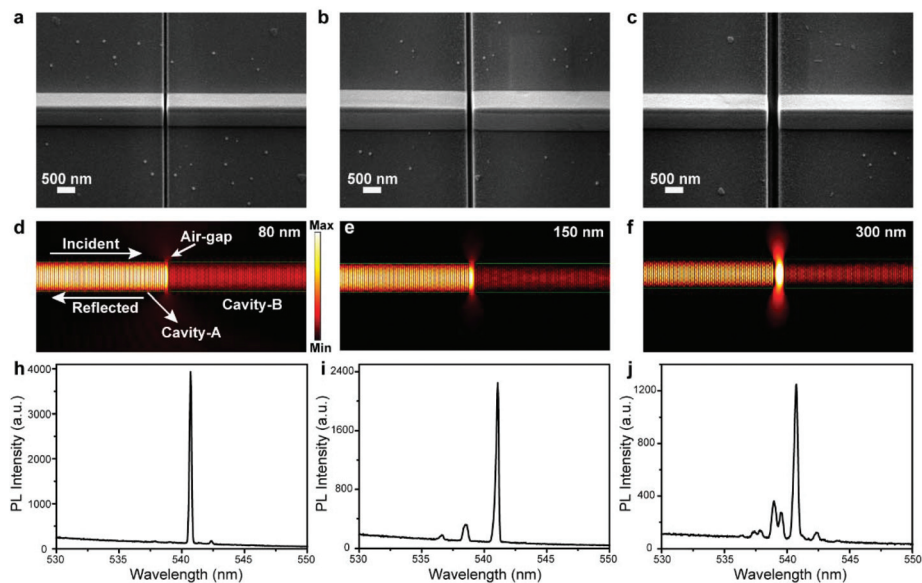 a
b
c
500 nm
500 nm
500 nm
d
Incident
Air-gap
Reflected
Cavity-A
Cavity-B
80 nm
Max
Min
e
150 nm
f
300 nm
h
PL Intensity (a.u.)
4000
3000
2000
1000
0
530 535 540 545 550
Wavelength (nm)
i
PL Intensity (a.u.)
2400
1600
800
0
530 535 540 545 550
Wavelength (nm)
j
PL Intensity (a.u.)
1200
800
400
0
530 535 540 545 550
Wavelength (nm)